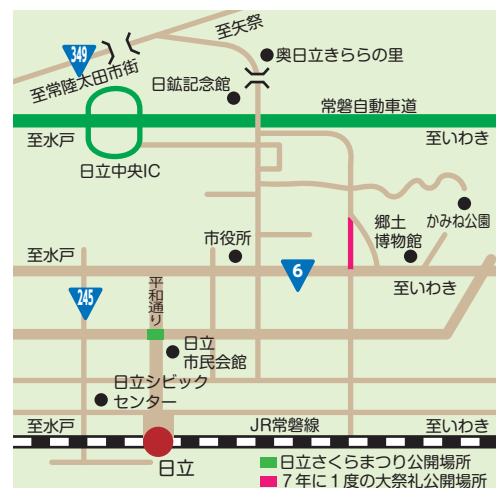 至矢祭
349
奥日立きららの里
至常陸太田市街
日鉱記念館
常磐自動車道
至水戸
至いわき
日立中央IC
かみね公園
郷土
博物館
市役所
至水戸
6
至いわき
245
平和通り
日立
市民会館
日立シビック
センター
至水戸
JR常磐線
至いわき
日立
日立さくらまつり公開場所
7年に1度の大祭礼公開場所